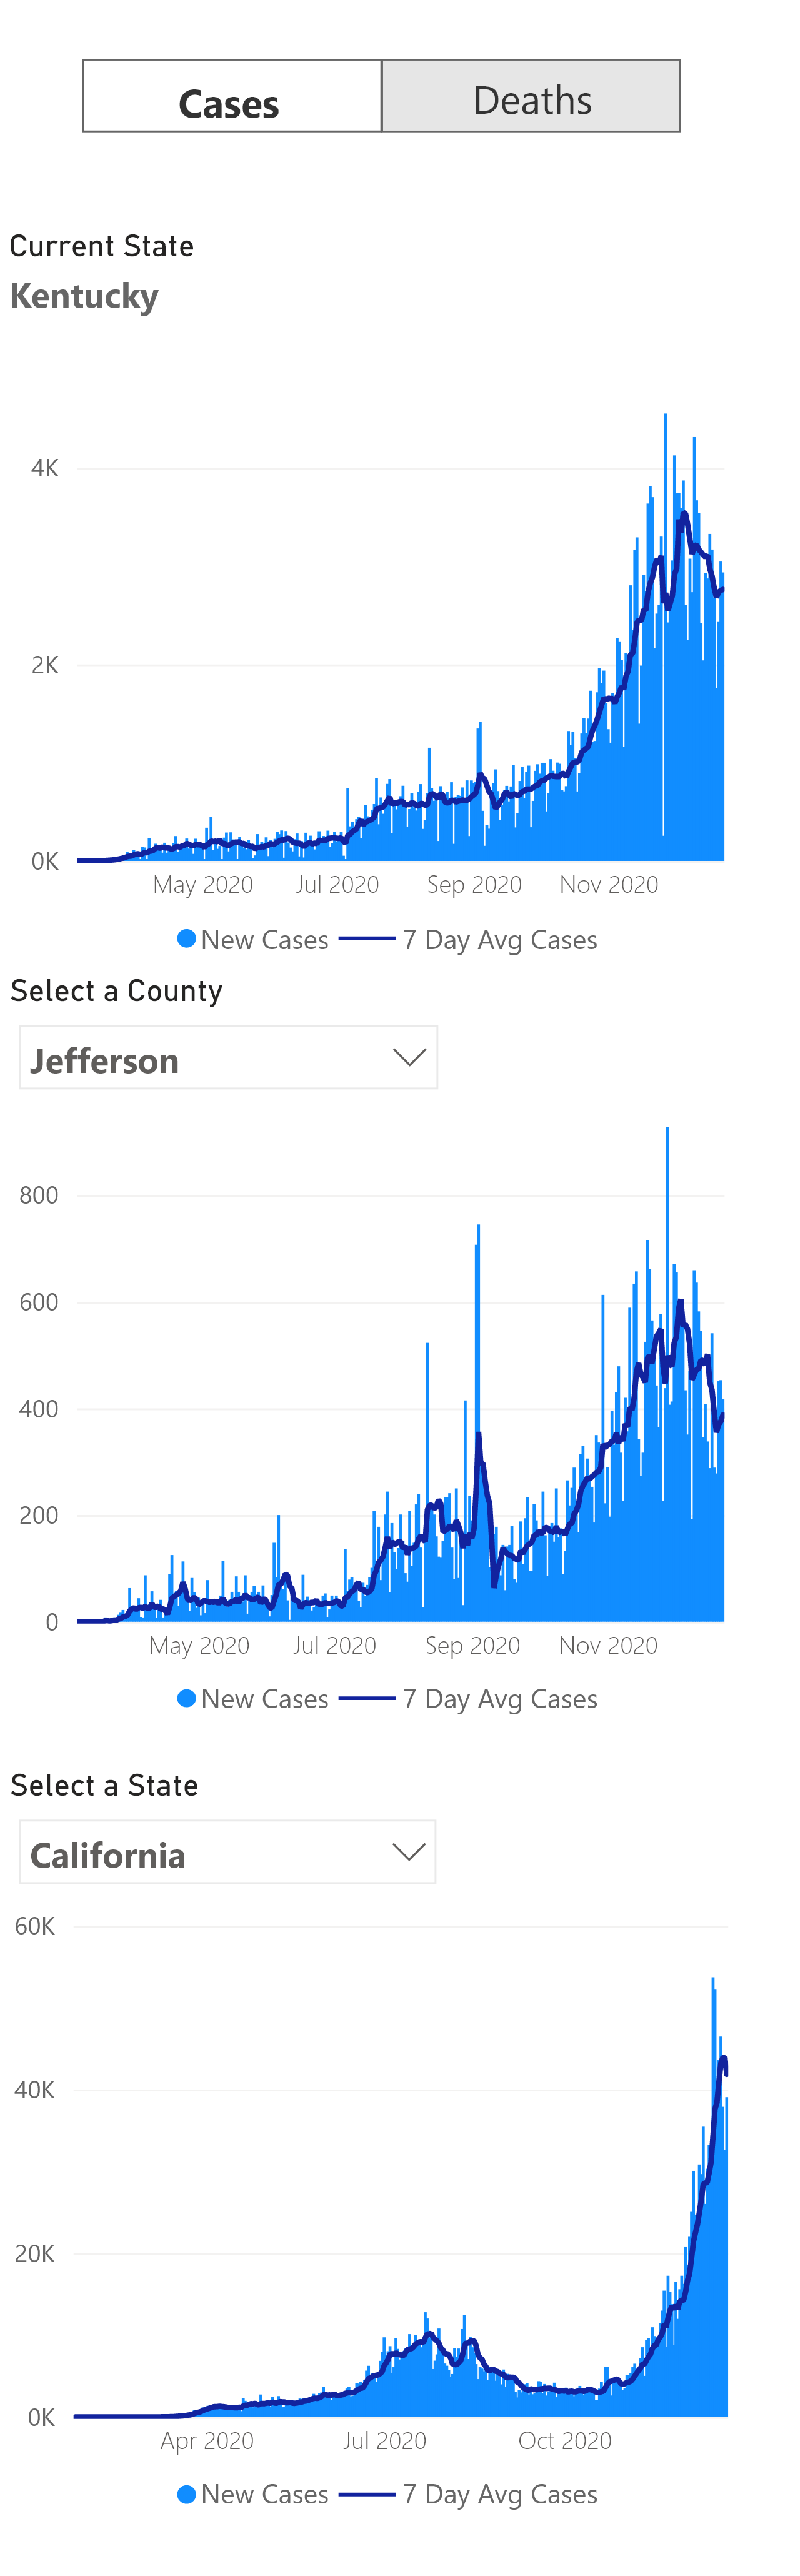 Cases Deaths
Current State
Kentucky
4K
2K
0K
May 2020 Jul 2020 Sep 2020 Nov 2020
New Cases 7 Day Avg Cases
Select a County
Jefferson
800
600
400
200
0
May 2020 Jul 2020 Sep 2020 Nov 2020
New Cases 7 Day Avg Cases
Select a State
California
60K
40K
20K
0K
Apr 2020 Jul 2020 Oct 2020
New Cases 7 Day Avg Cases